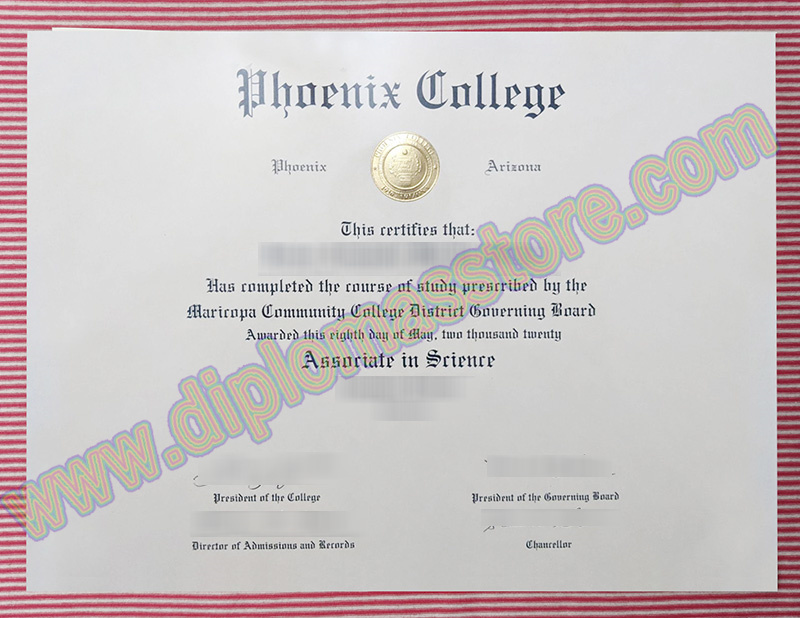 Phoenix College
Phoenix Arizona
This certifies that:
Has completed the course of study prescribed by the
Maricopa Community College District Governing Board
Awarded this eighth day of May, two thousand twenty
Associate in Science
President of the College
President of the Governing Board
Director of Admissions and Records
Chancellor
www.diplomasstore.com